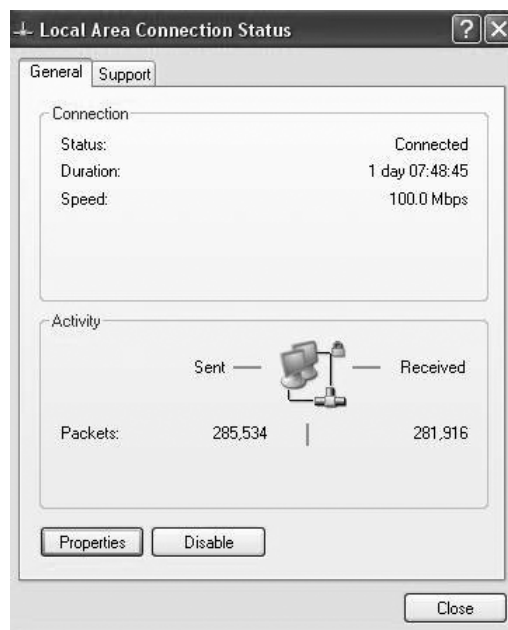 Local Area Connection Status
General Support
Connection
Status: Connected
Duration: 1 day 07:48:45
Speed: 100.0 Mbps
Activity
Sent Received
Packets: 285,534 281,916
Properties Disable
Close